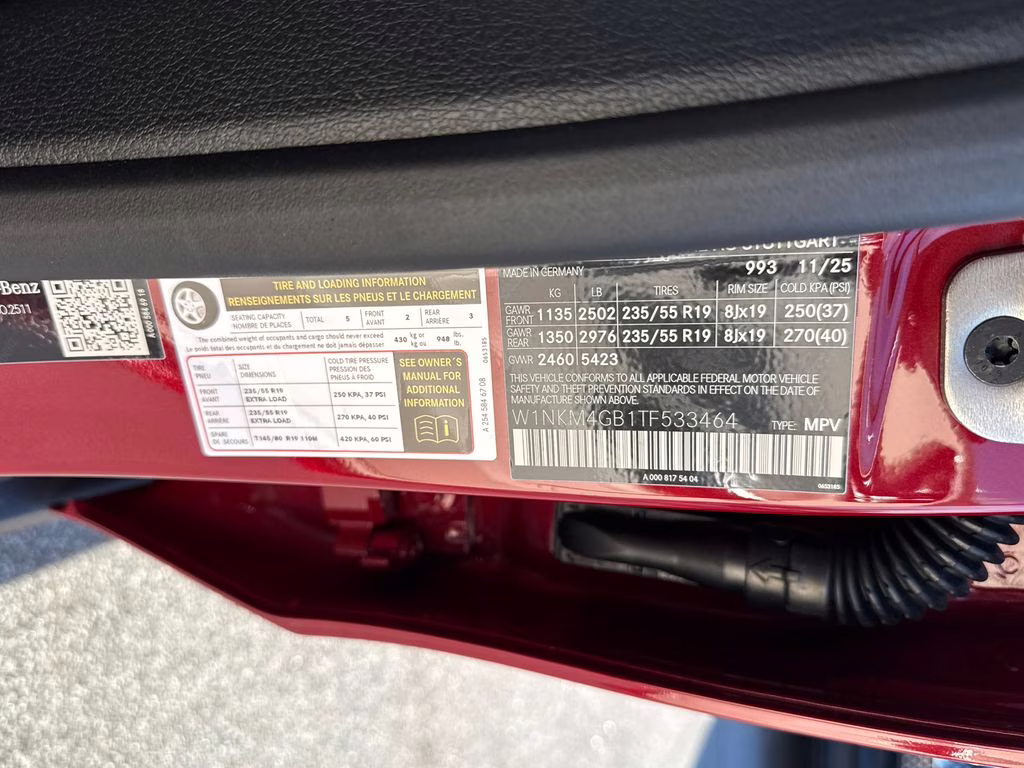 -Benz
0.2511
A 000 584 69 18
TIRE AND LOADING INFORMATION
RENSEIGNEMENTS SUR LES PNEUS ET LE CHARGEMENT
SEATING CAPACITY
NOMBRE DE PLACES
TOTAL 5
FRONT
AVANT 2
REAR
ARRIÈRE 3
The combined weight of occupants and cargo should never exceed 430 kg or 948 lbs.
Le poids total des occupants et du chargement ne doit jamais dépasser kg ou lb.
TIRE
PNEU
SIZE
DIMENSIONS
COLD TIRE PRESSURE
PRESSION DES
PNEUS À FROID
FRONT
AVANT
235/55 R19
EXTRA LOAD
250 KPA, 37 PSI
REAR
ARRIÈRE
235/55 R19
EXTRA LOAD
270 KPA, 40 PSI
SPARE
DE SECOURS
T145/80 R19 110M
420 KPA, 60 PSI
SEE OWNER´S
MANUAL FOR
ADDITIONAL
INFORMATION
0653185
A 254 584 67 08
STUTTGART
MADE IN GERMANY
993 11/25
KG LB TIRES RIM SIZE COLD KPA(PSI)
GAWR
FRONT 1135 2502 235/55 R19 8Jx19 250(37)
GAWR
REAR 1350 2976 235/55 R19 8Jx19 270(40)
GVWR 2460 5423
THIS VEHICLE CONFORMS TO ALL APPLICABLE FEDERAL MOTOR VEHICLE
SAFETY AND THEFT PREVENTION STANDARDS IN EFFECT ON THE DATE OF
MANUFACTURE SHOWN ABOVE.
W1NKM4GB1TF533464 TYPE: MPV
A 000 817 54 04
0653185